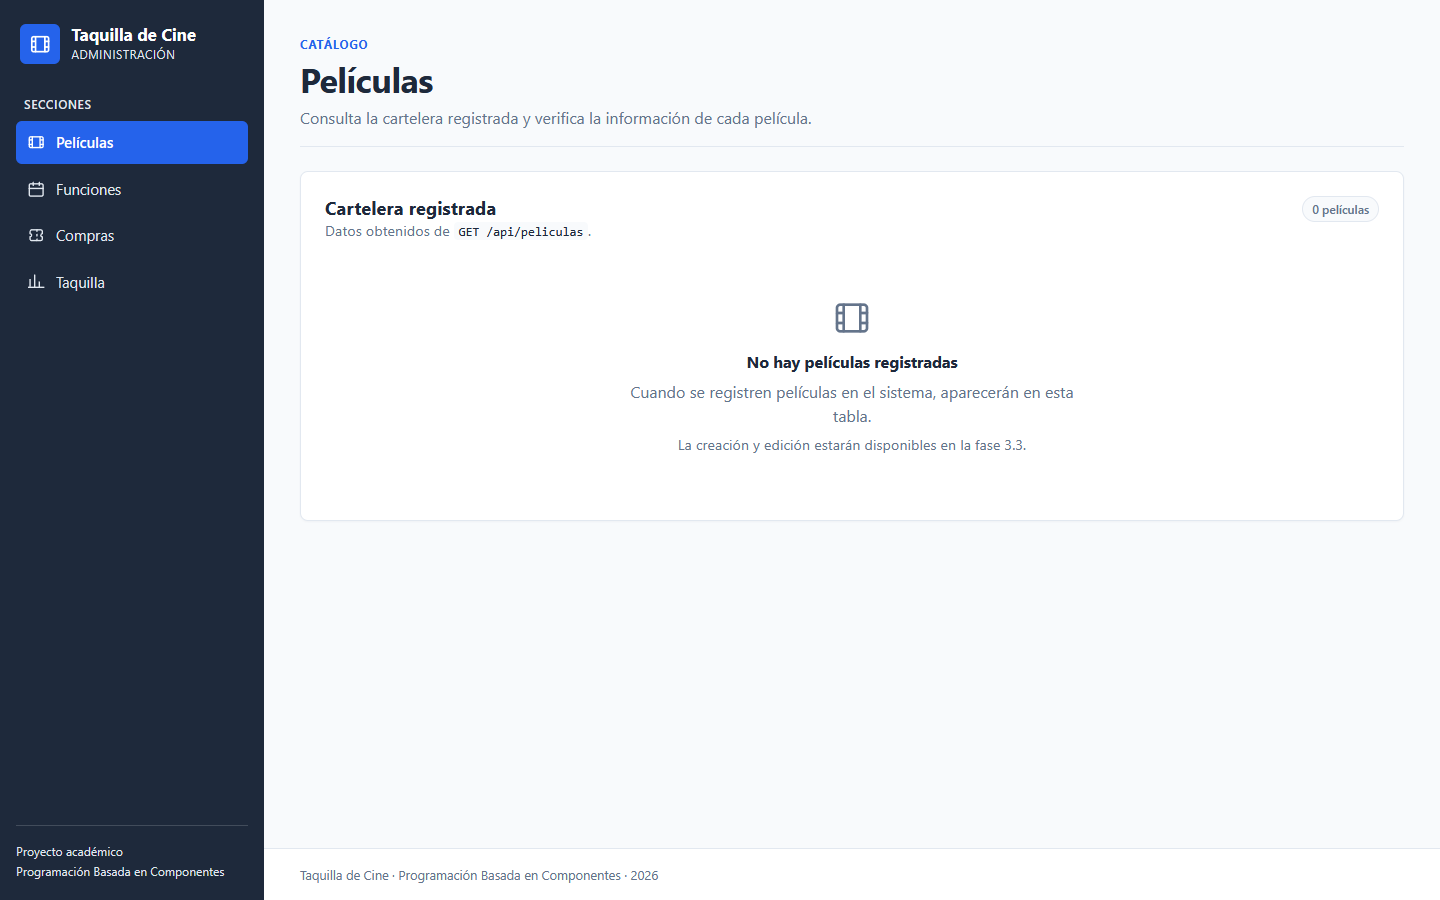 Taquilla de Cine
ADMINISTRACIÓN
SECCIONES
Películas
Funciones
Compras
Taquilla
Proyecto académico
Programación Basada en Componentes
CATÁLOGO
Películas
Consulta la cartelera registrada y verifica la información de cada película.
Cartelera registrada
0 películas
Datos obtenidos de GET /api/peliculas .
No hay películas registradas
Cuando se registren películas en el sistema, aparecerán en esta
tabla.
La creación y edición estarán disponibles en la fase 3.3.
Taquilla de Cine · Programación Basada en Componentes · 2026